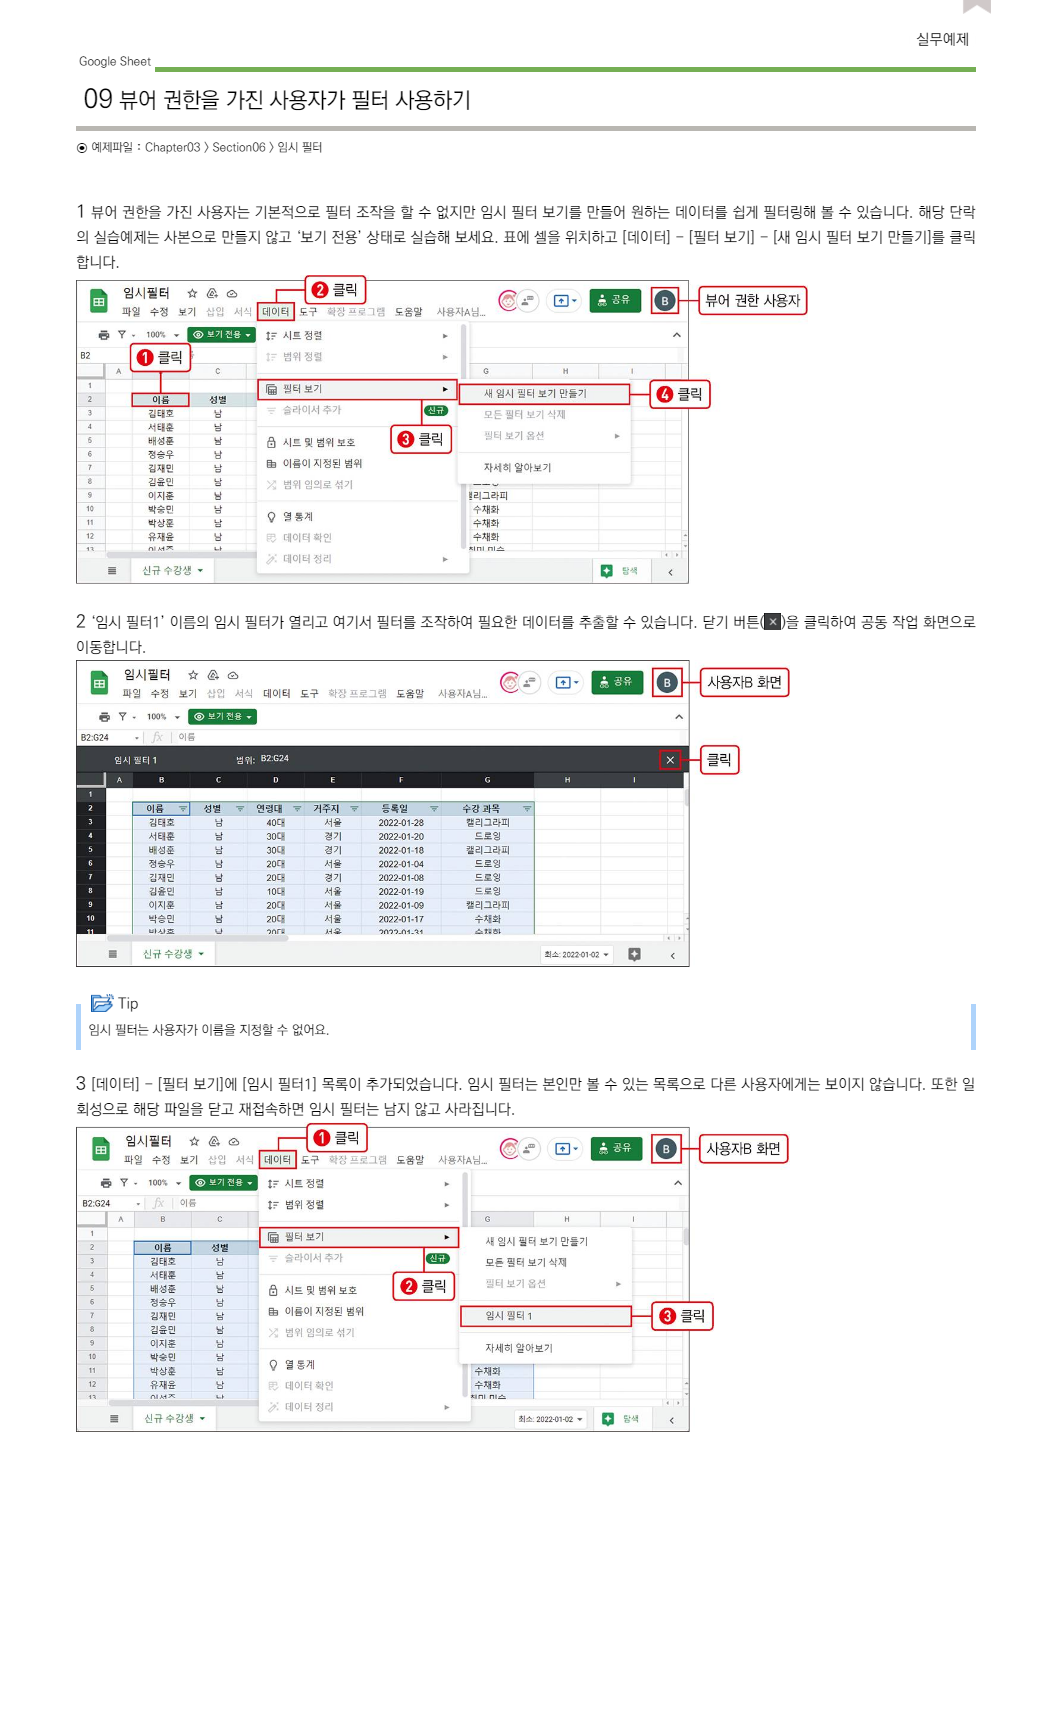 실무예제
Google Sheet
09 뷰어 권한을 가진 사용자가 필터 사용하기
예제파일 : Chapter03 > Section06 > 임시 필터
1 뷰어 권한을 가진 사용자는 기본적으로 필터 조작을 할 수 없지만 임시 필터 보기를 만들어 원하는 데이터를 쉽게 필터링해 볼 수 있습니다. 해당 단락
의 실습예제는 사본으로 만들지 않고 ‘보기 전용’ 상태로 실습해 보세요. 표에 셀을 위치하고 [데이터] – [필터 보기] – [새 임시 필터 보기 만들기]를 클릭
합니다.
임시필터
2 클릭
공유
B
뷰어 권한 사용자
파일 수정 보기 삽입 서식 데이터 도구 확장 프로그램 도움말 사용자A님...
100% 보기 전용
시트 정렬
B2
1 클릭
범위 정렬
A C G H I
1
필터 보기
새 임시 필터 보기 만들기
4 클릭
2 이름 성별
슬라이서 추가 신규
모든 필터 보기 삭제
3 김태호 남
3 클릭
필터 보기 옵션
4 서태훈 남
5 배성훈 남
시트 및 범위 보호
6 정승우 남
이름이 지정된 범위
자세히 알아보기
7 김재민 남
8 김윤민 남
범위 임의로 섞기
9 이지훈 남 캘리그라피
10 박승민 남 수채화
열 통계
11 박상훈 남 수채화
12 유재윤 남 수채화
데이터 확인
13
데이터 정리
신규 수강생
탐색
2 ‘임시 필터1’ 이름의 임시 필터가 열리고 여기서 필터를 조작하여 필요한 데이터를 추출할 수 있습니다. 닫기 버튼(×)을 클릭하여 공동 작업 화면으로
이동합니다.
임시필터
공유
B
사용자B 화면
파일 수정 보기 삽입 서식 데이터 도구 확장 프로그램 도움말 사용자A님...
100% 보기 전용
B2:G24 fx 이름
임시 필터 1 범위: B2:G24 × 클릭
A B C D E F G H I
1
2 이름 성별 연령대 거주지 등록일 수강 과목
3 김태호 남 40대 서울 2022-01-28 캘리그라피
4 서태훈 남 30대 경기 2022-01-20 드로잉
5 배성훈 남 30대 경기 2022-01-18 캘리그라피
6 정승우 남 20대 서울 2022-01-04 드로잉
7 김재민 남 20대 경기 2022-01-08 드로잉
8 김윤민 남 10대 서울 2022-01-19 드로잉
9 이지훈 남 20대 서울 2022-01-09 캘리그라피
10 박승민 남 20대 서울 2022-01-17 수채화
11 박상훈 남 20대 서울 2022-01-31 수채화
신규 수강생
최소: 2022-01-02
Tip
임시 필터는 사용자가 이름을 지정할 수 없어요.
3 [데이터] – [필터 보기]에 [임시 필터1] 목록이 추가되었습니다. 임시 필터는 본인만 볼 수 있는 목록으로 다른 사용자에게는 보이지 않습니다. 또한 일
회성으로 해당 파일을 닫고 재접속하면 임시 필터는 남지 않고 사라집니다.
임시필터
1 클릭
공유
B
사용자B 화면
파일 수정 보기 삽입 서식 데이터 도구 확장 프로그램 도움말 사용자A님...
100% 보기 전용
시트 정렬
B2:G24 fx 이름
범위 정렬
A B C G H I
1
필터 보기
새 임시 필터 보기 만들기
2 이름 성별
슬라이서 추가 신규
모든 필터 보기 삭제
3 김태호 남
2 클릭
필터 보기 옵션
4 서태훈 남
5 배성훈 남
시트 및 범위 보호
6 정승우 남
이름이 지정된 범위
임시 필터 1
3 클릭
7 김재민 남
8 김윤민 남
범위 임의로 섞기
9 이지훈 남
자세히 알아보기
10 박승민 남
열 통계
11 박상훈 남 수채화
12 유재윤 남 수채화
데이터 확인
13
데이터 정리
신규 수강생
최소: 2022-01-02
탐색